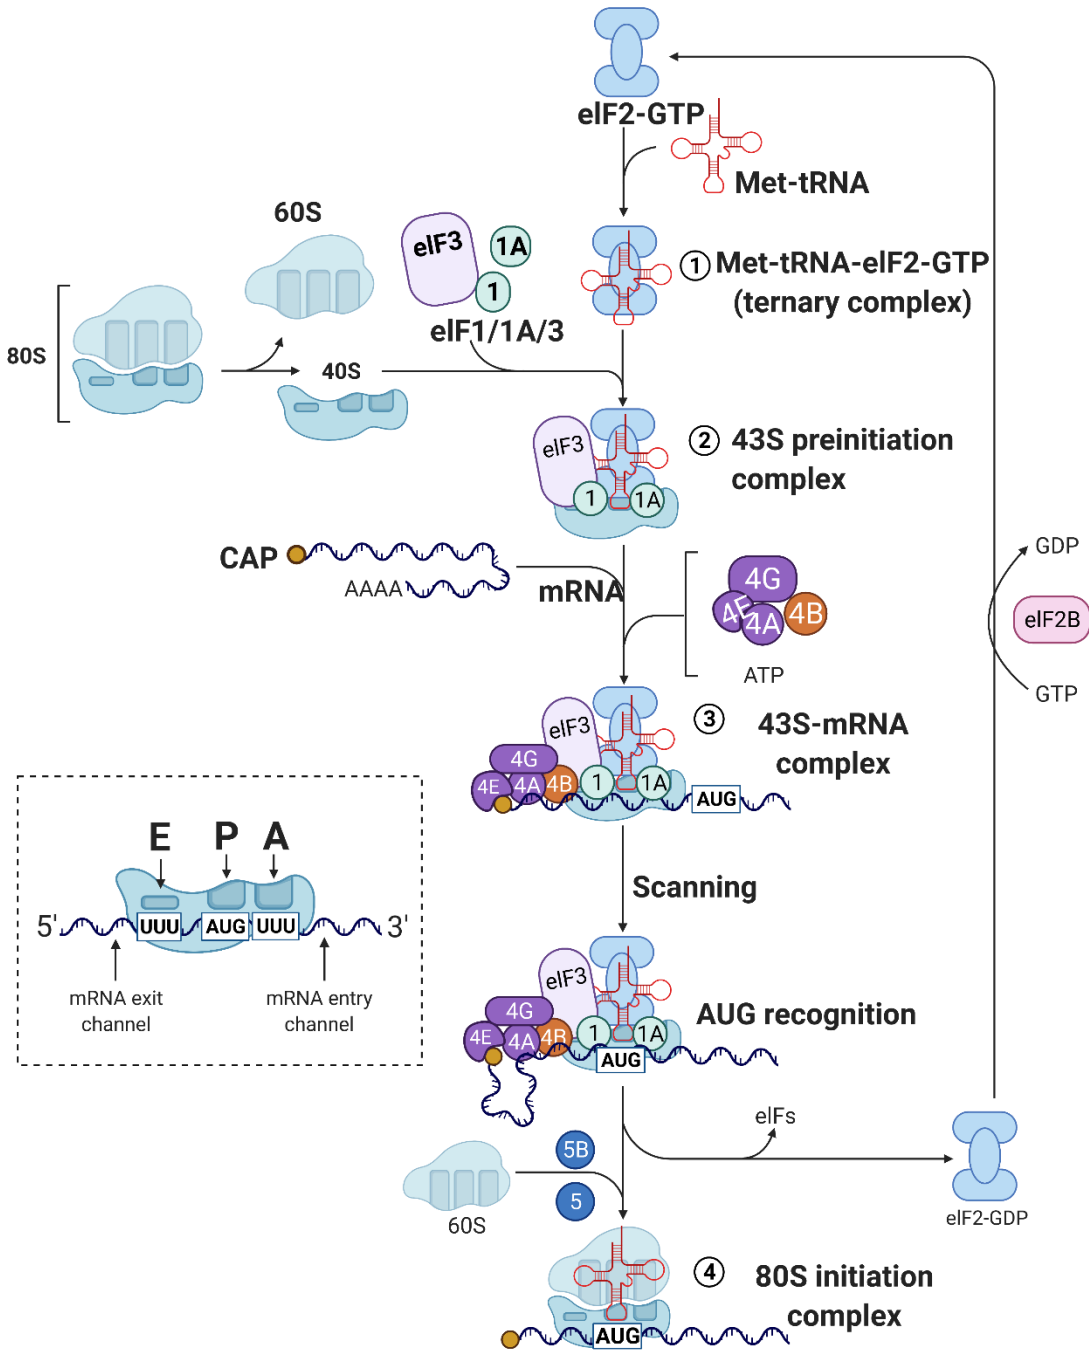 eIF2-GTP
Met-tRNA
60S
eIF3
1A
1
eIF1/1A/3
80S
40S
1 Met-tRNA-eIF2-GTP
(ternary complex)
eIF3
1
1A
2 43S preinitiation
complex
CAP
AAAA
mRNA
4G
4E
4A
4B
ATP
GDP
eIF2B
GTP
eIF3
4G
4E
4A
4B
1
1A
AUG
3 43S-mRNA
complex
Scanning
E P A
5' UUU AUG UUU 3'
mRNA exit
channel
mRNA entry
channel
eIF3
4G
4E
4A
4B
1
1A
AUG
AUG recognition
eIFs
5B
5
60S
eIF2-GDP
4 80S initiation
complex
AUG